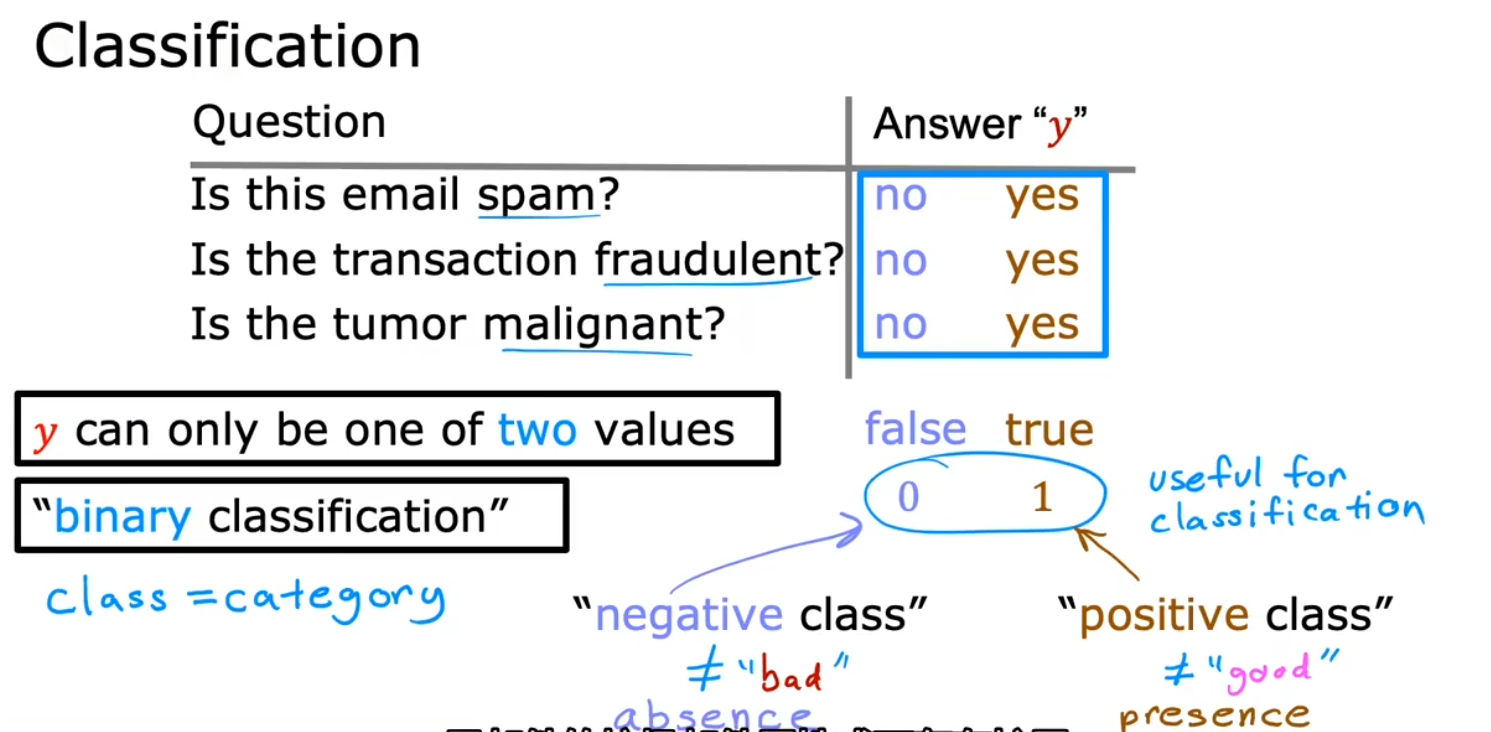 Classification
Question Answer “y”
Is this email spam? no yes
Is the transaction fraudulent? no yes
Is the tumor malignant? no yes
y can only be one of two values false true
“binary classification” 0 1 useful for classification
class = category
“negative class” “positive class”
≠ “bad” ≠ “good”
absence presence